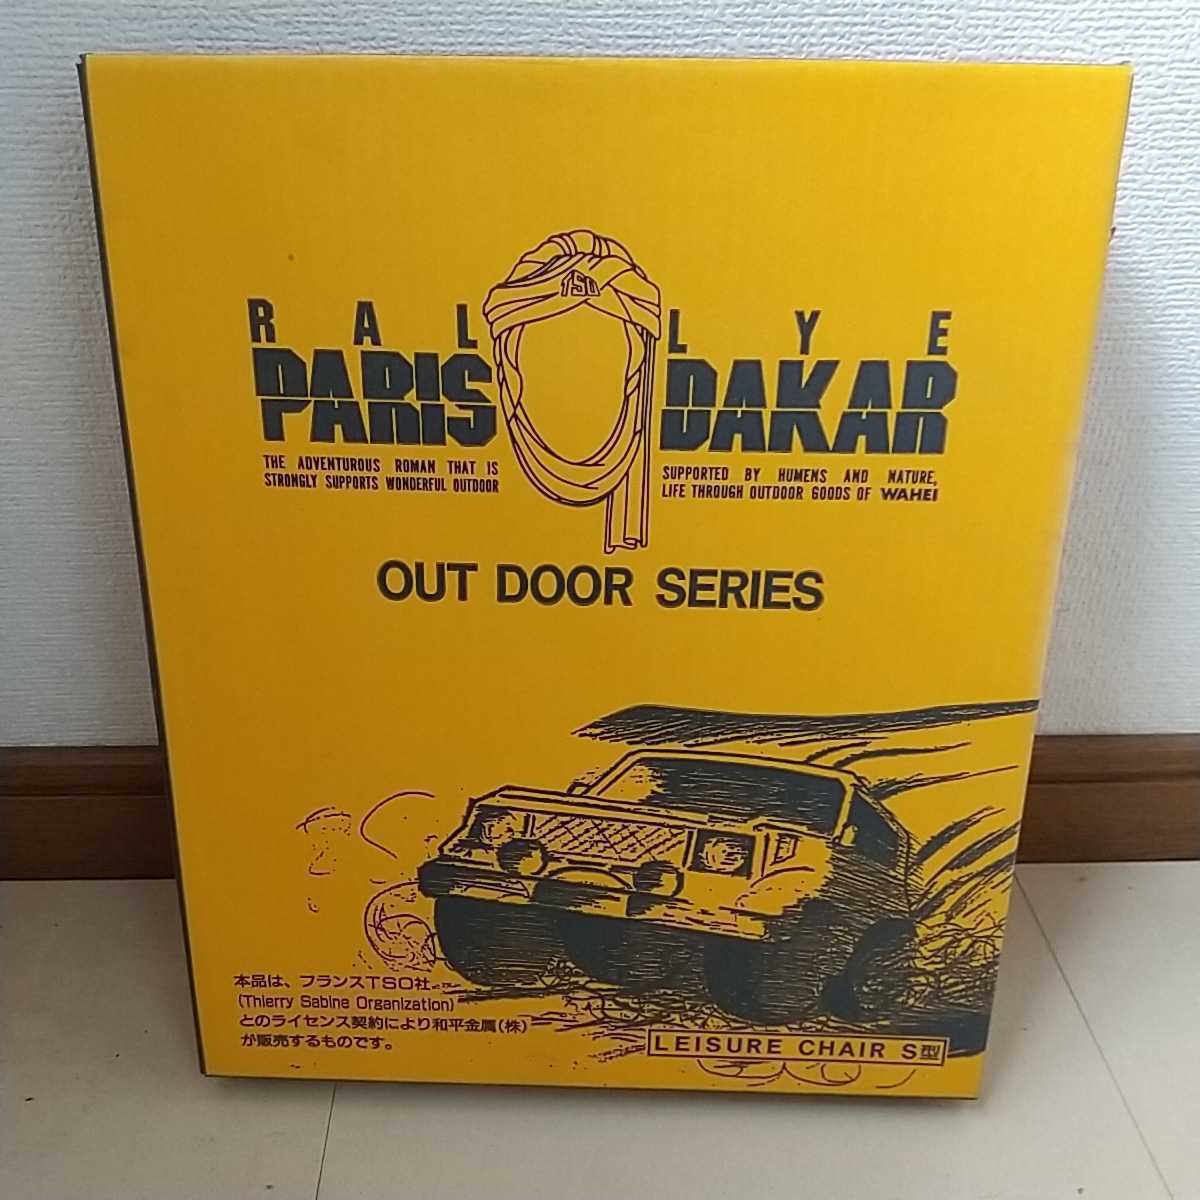 RALLYE
PARIS DAKAR
TSO
THE ADVENTUROUS ROMAN THAT IS
STRONGLY SUPPORTS WONDERFUL OUTDOOR
SUPPORTED BY HUMENS AND NATURE,
LIFE THROUGH OUTDOOR GOODS OF WAHEI
OUT DOOR SERIES
本品は、フランスTSO社
(Thierry Sabine Organization)
とのライセンス契約により和平金属(株)
が販売するものです。
LEISURE CHAIR S型